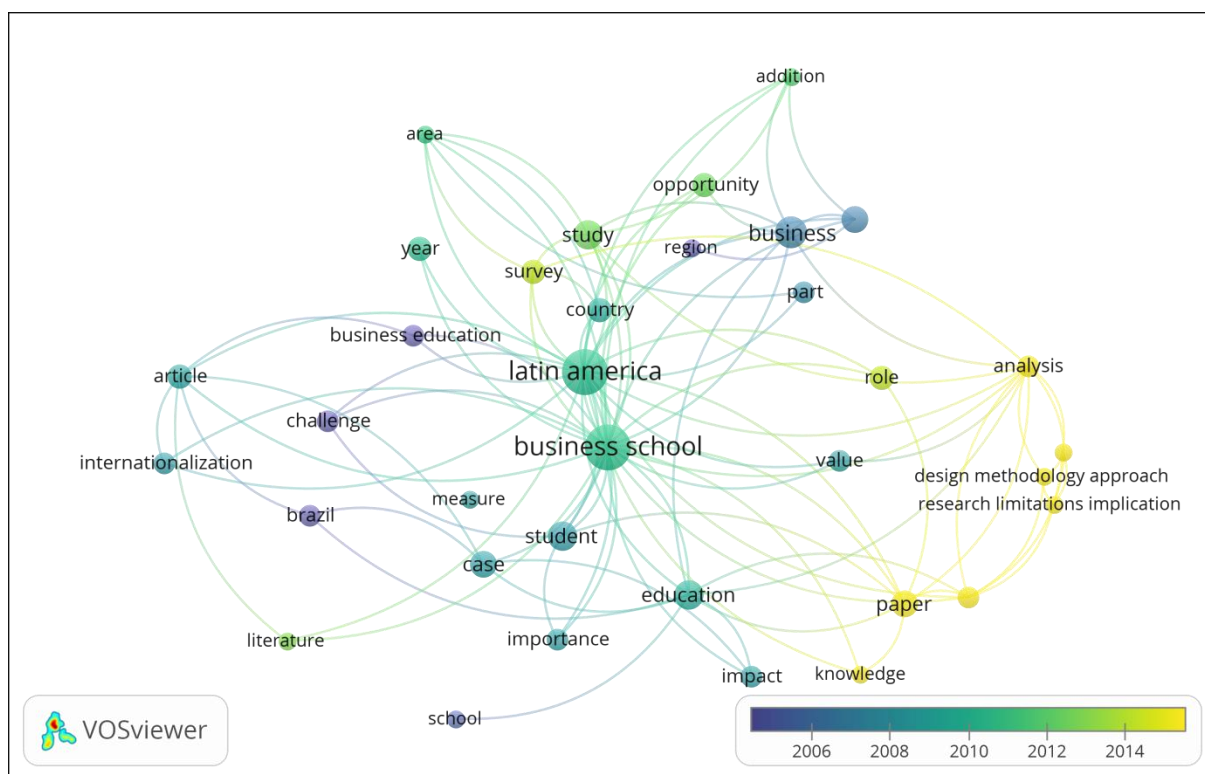 addition
area
opportunity
study
business
year
region
survey
part
country
business education
latin america
analysis
article
role
challenge
business school
internationalization
value
design methodology approach
measure
research limitations implication
brazil
student
case
education
paper
literature
importance
impact
knowledge
school
VOSviewer
2006 2008 2010 2012 2014